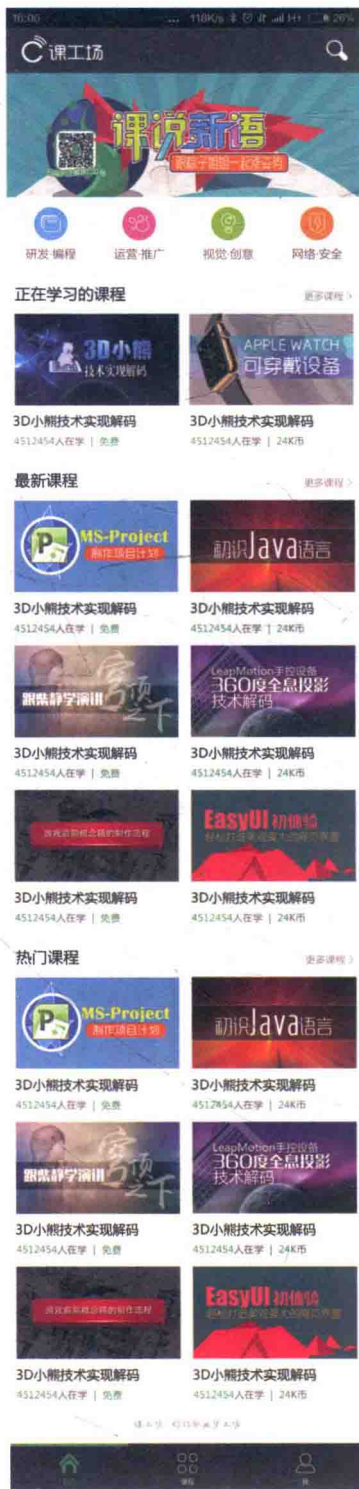 16:06 ... 118K/s H+ 26%
课工场
课说新语
研发·编程 运营·推广 视觉·创意 网络·安全
正在学习的课程 更多课程 >
3D小熊
技术实现解码
APPLE WATCH
可穿戴设备
3D小熊技术实现解码 3D小熊技术实现解码
4512454人在学 | 免费 4512454人在学 | 24K币
最新课程 更多课程 >
MS-Project
制作项目计划
初识Java语言
3D小熊技术实现解码 3D小熊技术实现解码
4512454人在学 | 免费 4512454人在学 | 24K币
跟柴静学演讲
穹顶之下
LeapMotion手控设备
360度全息投影
技术解码
3D小熊技术实现解码 3D小熊技术实现解码
4512454人在学 | 免费 4512454人在学 | 24K币
EasyUI 初体验
3D小熊技术实现解码 3D小熊技术实现解码
4512454人在学 | 免费 4512454人在学 | 24K币
热门课程 更多课程 >
MS-Project
制作项目计划
初识Java语言
3D小熊技术实现解码 3D小熊技术实现解码
4512454人在学 | 免费 4512454人在学 | 24K币
跟柴静学演讲
穹顶之下
LeapMotion手控设备
360度全息投影
技术解码
3D小熊技术实现解码 3D小熊技术实现解码
4512454人在学 | 免费 4512454人在学 | 24K币
EasyUI 初体验
3D小熊技术实现解码 3D小熊技术实现解码
4512454人在学 | 免费 4512454人在学 | 24K币
课程 我